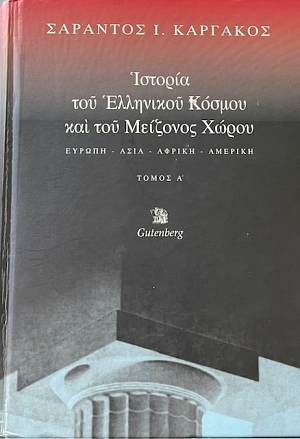 ΣΑΡΑΝΤΟΣ Ι. ΚΑΡΓΑΚΟΣ
Ἱστορία
τοῦ Ἑλληνικοῦ Κόσμου
καὶ τοῦ Μείζονος Χώρου
ΕΥΡΩΠΗ - ΑΣΙΑ - ΑΦΡΙΚΗ - ΑΜΕΡΙΚΗ
ΤΟΜΟΣ Α΄
Gutenberg